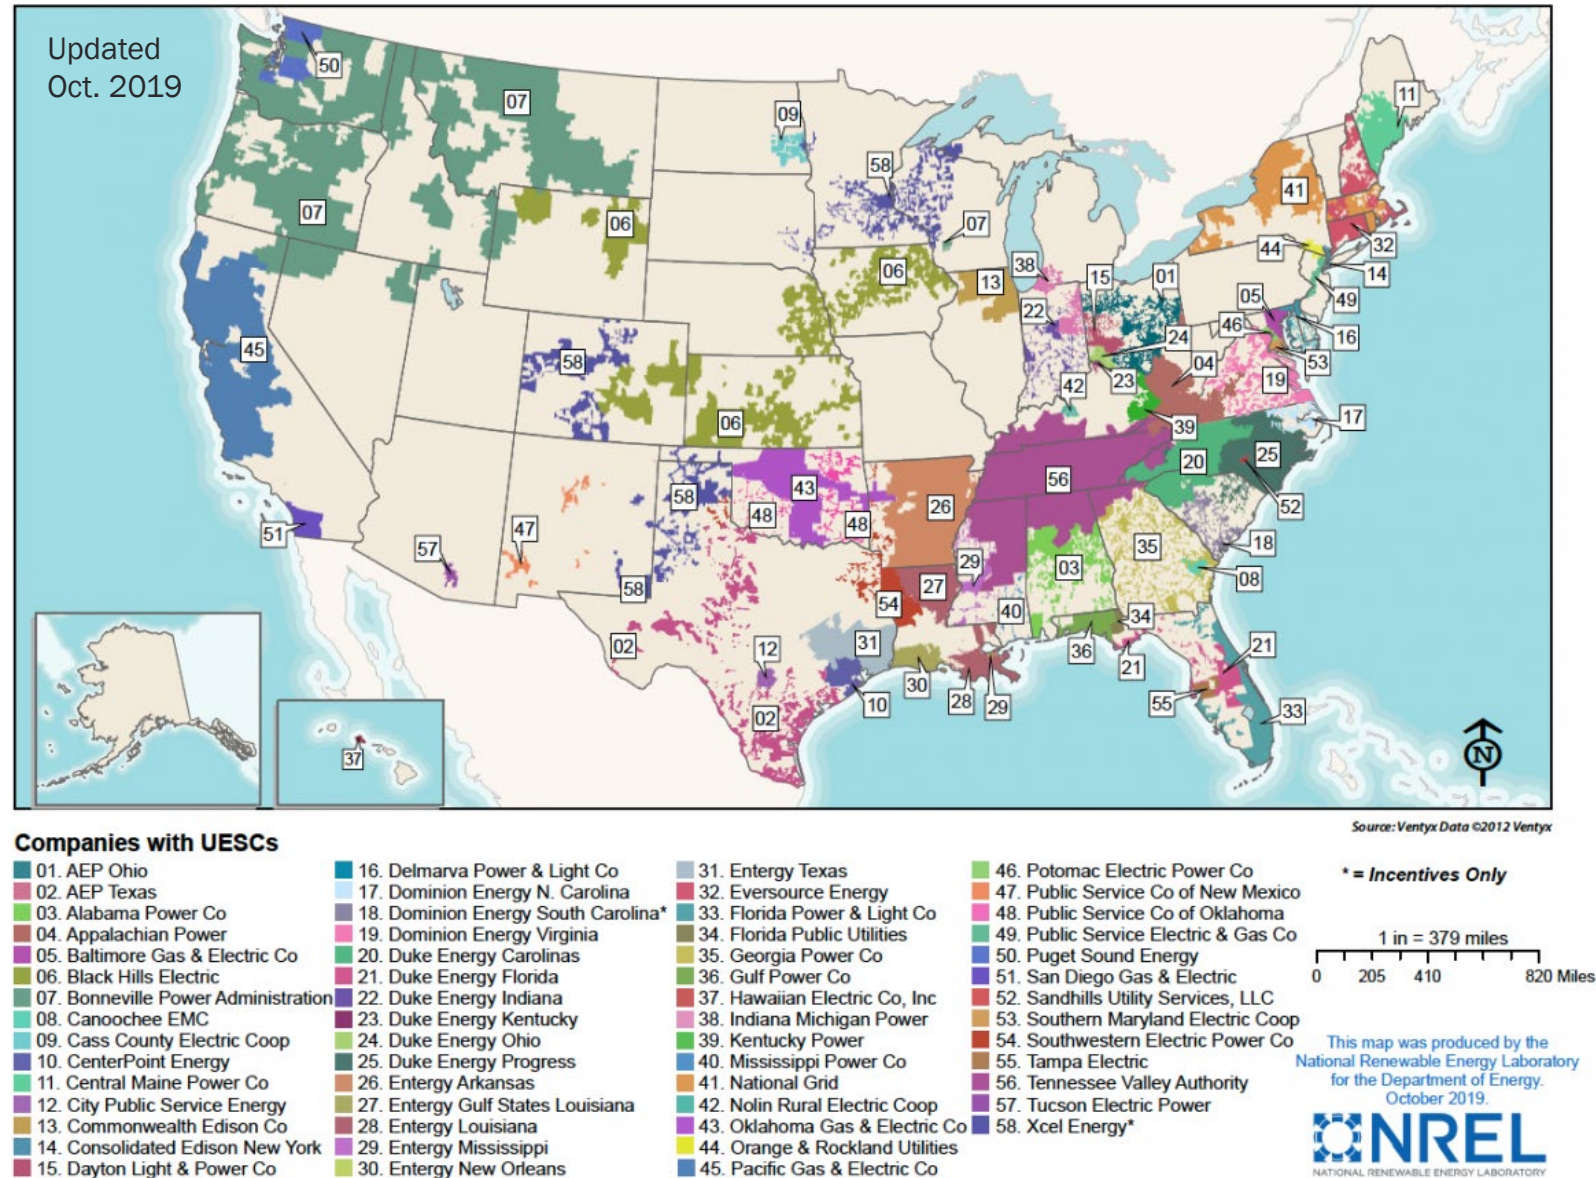 Updated
Oct. 2019
50
07
09
11
58
41
07
06
07
32
44
06
38
14
13
15
01
05
49
22
46
16
45
24
58
04
53
23
19
42
06
17
39
25
20
56
43
58
26
48
48
52
51
47
35
18
57
29
03
08
58
27
54
40
34
31
02
12
36
21
21
30
28
29
55
10
02
33
37
N
Source: Ventyx Data ©2012 Ventyx
Companies with UESCs
01. AEP Ohio
02. AEP Texas
03. Alabama Power Co
04. Appalachian Power
05. Baltimore Gas & Electric Co
06. Black Hills Electric
07. Bonneville Power Administration
08. Canoochee EMC
09. Cass County Electric Coop
10. CenterPoint Energy
11. Central Maine Power Co
12. City Public Service Energy
13. Commonwealth Edison Co
14. Consolidated Edison New York
15. Dayton Light & Power Co
16. Delmarva Power & Light Co
17. Dominion Energy N. Carolina
18. Dominion Energy South Carolina*
19. Dominion Energy Virginia
20. Duke Energy Carolinas
21. Duke Energy Florida
22. Duke Energy Indiana
23. Duke Energy Kentucky
24. Duke Energy Ohio
25. Duke Energy Progress
26. Entergy Arkansas
27. Entergy Gulf States Louisiana
28. Entergy Louisiana
29. Entergy Mississippi
30. Entergy New Orleans
31. Entergy Texas
32. Eversource Energy
33. Florida Power & Light Co
34. Florida Public Utilities
35. Georgia Power Co
36. Gulf Power Co
37. Hawaiian Electric Co, Inc
38. Indiana Michigan Power
39. Kentucky Power
40. Mississippi Power Co
41. National Grid
42. Nolin Rural Electric Coop
43. Oklahoma Gas & Electric Co
44. Orange & Rockland Utilities
45. Pacific Gas & Electric Co
46. Potomac Electric Power Co
47. Public Service Co of New Mexico
48. Public Service Co of Oklahoma
49. Public Service Electric & Gas Co
50. Puget Sound Energy
51. San Diego Gas & Electric
52. Sandhills Utility Services, LLC
53. Southern Maryland Electric Coop
54. Southwestern Electric Power Co
55. Tampa Electric
56. Tennessee Valley Authority
57. Tucson Electric Power
58. Xcel Energy*
* = Incentives Only
1 in = 379 miles
0 205 410 820 Miles
This map was produced by the
National Renewable Energy Laboratory
for the Department of Energy.
October 2019.
NREL
NATIONAL RENEWABLE ENERGY LABORATORY